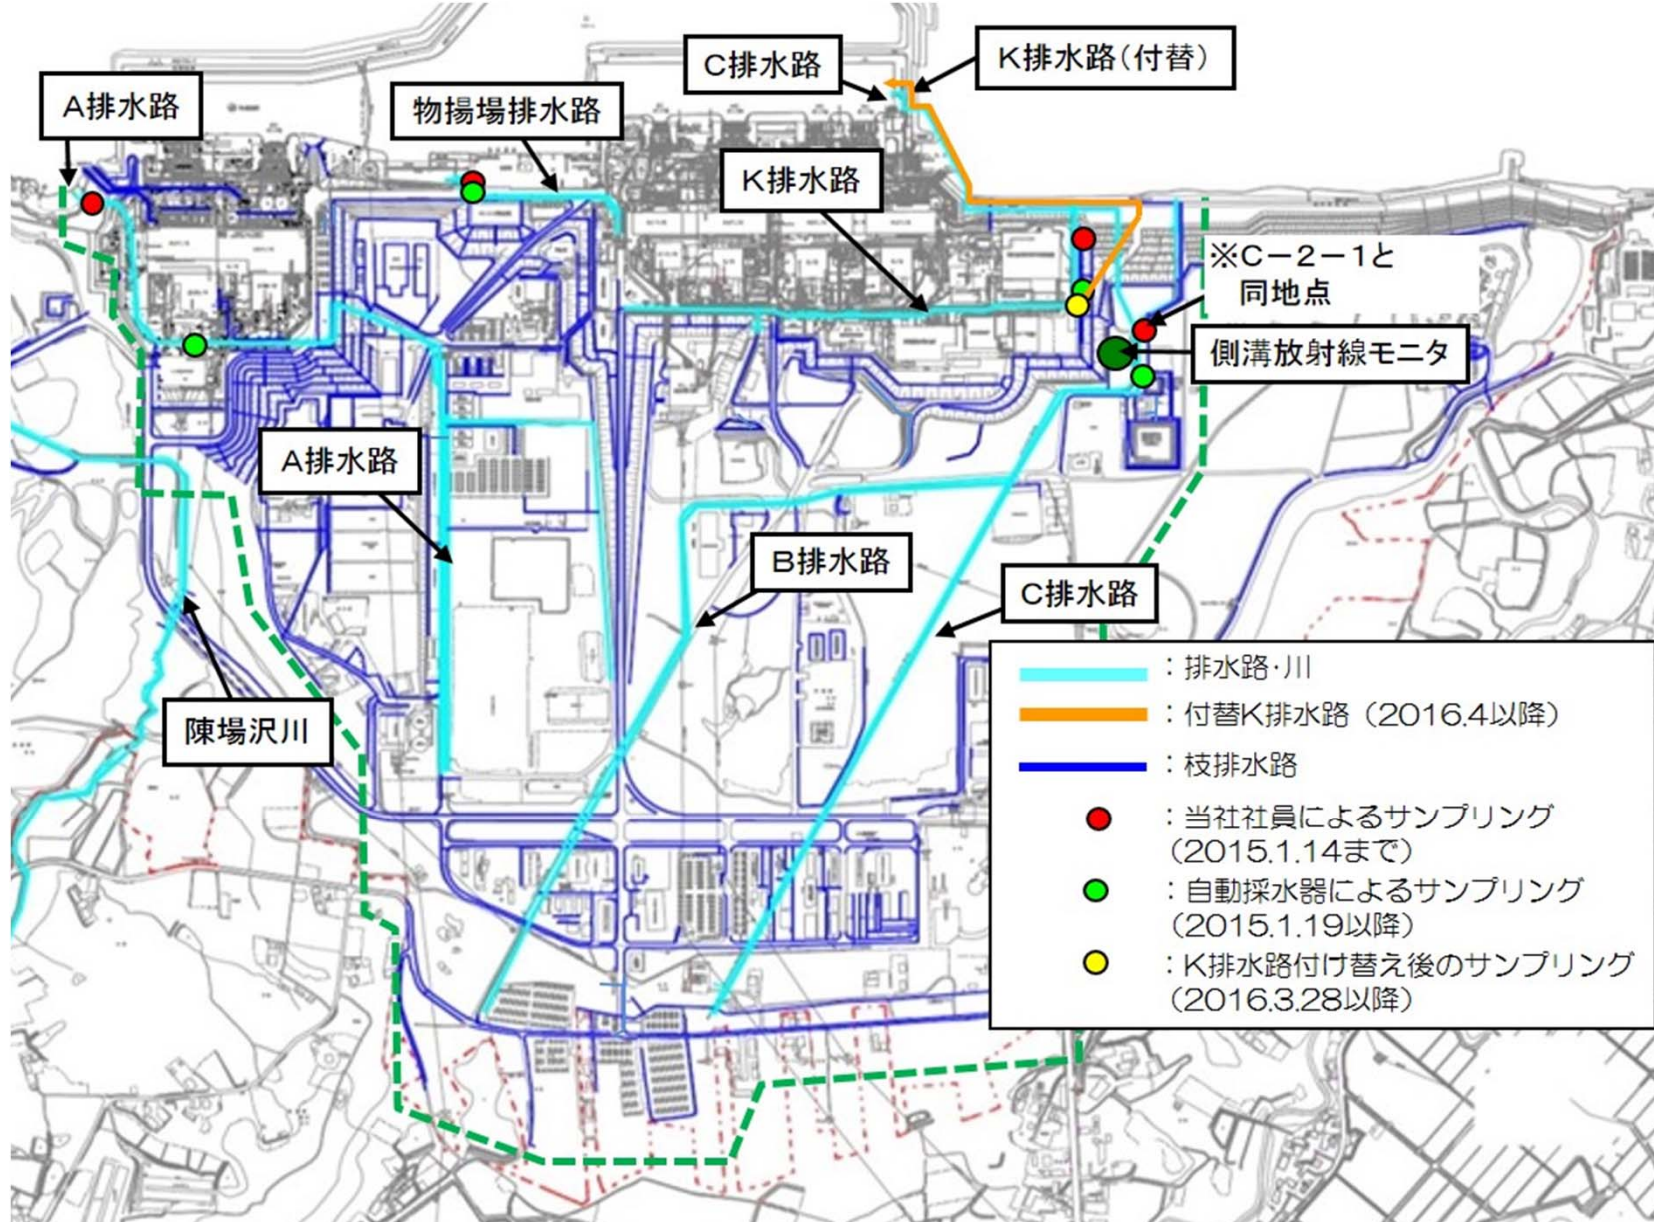 C排水路
K排水路(付替)
A排水路
物揚場排水路
K排水路
※C-2-1と
同地点
側溝放射線モニタ
A排水路
B排水路
C排水路
陳場沢川
:排水路・川
:付替K排水路(2016.4以降)
:枝排水路
:当社社員によるサンプリング
(2015.1.14まで)
:自動採水器によるサンプリング
(2015.1.19以降)
:K排水路付け替え後のサンプリング
(2016.3.28以降)